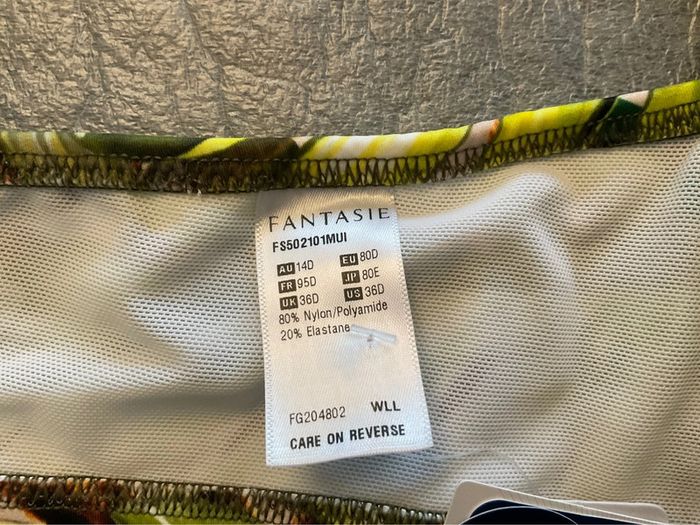 FANTASIE
FS502101MUI
AU 14D EU 80D
FR 95D JP 80E
UK 36D US 36D
80% Nylon/Polyamide
20% Elastane
FG204802 WLL
CARE ON REVERSE